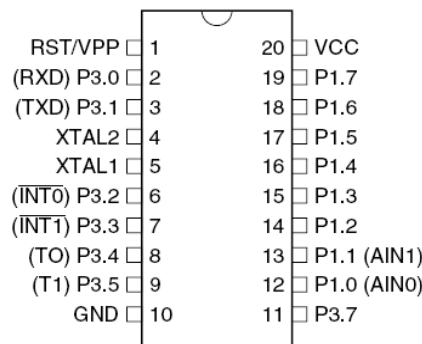 RST/VPP 1 20 VCC
(RXD) P3.0 2 19 P1.7
(TXD) P3.1 3 18 P1.6
XTAL2 4 17 P1.5
XTAL1 5 16 P1.4
(I̅N̅T̅0̅) P3.2 6 15 P1.3
(I̅N̅T̅1̅) P3.3 7 14 P1.2
(TO) P3.4 8 13 P1.1 (AIN1)
(T1) P3.5 9 12 P1.0 (AIN0)
GND 10 11 P3.7